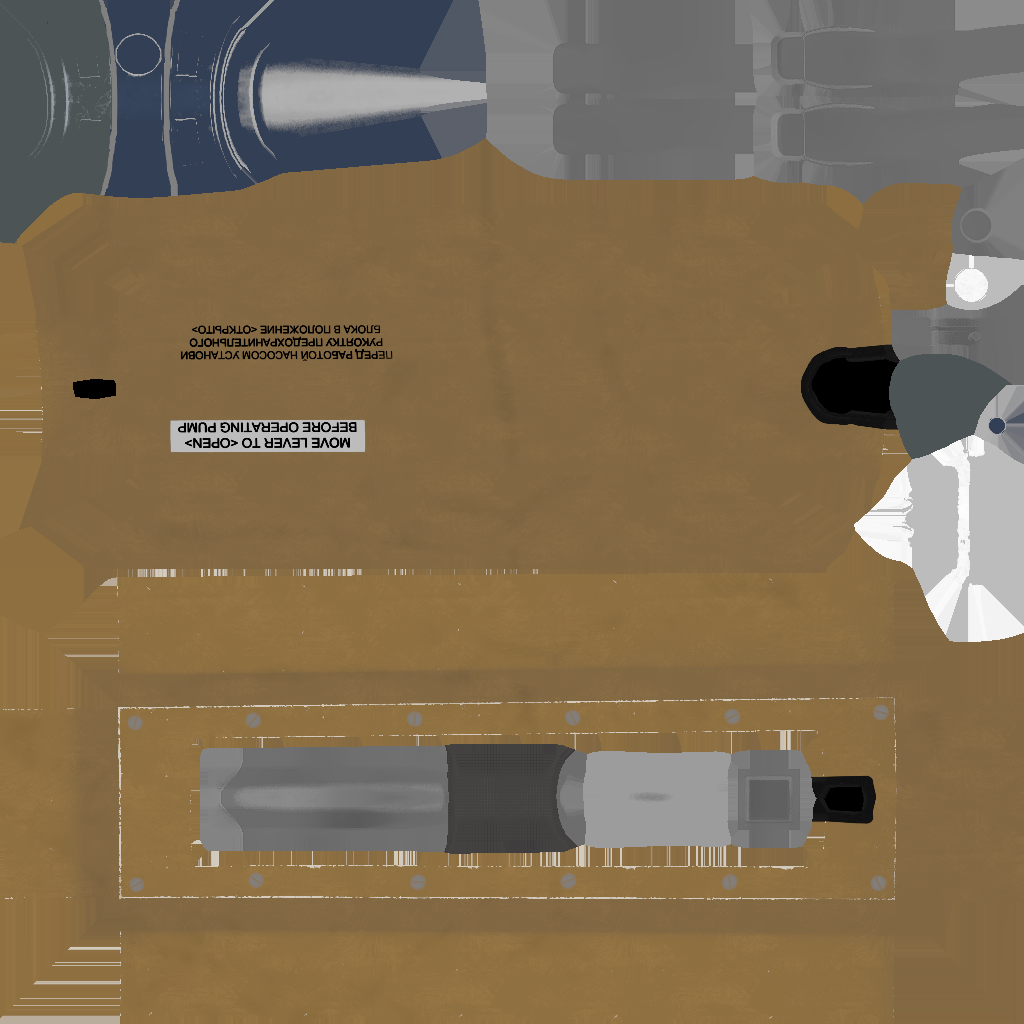 ПЕРЕД РАБОТОЙ НАСОСОМ УСТАНОВИ
РУКОЯТКУ ПРЕДОХРАНИТЕЛЬНОГО
БЛОКА В ПОЛОЖЕНИЕ <ОТКРЫТО>
MOVE LEVER TO <OPEN>
BEFORE OPERATING PUMP